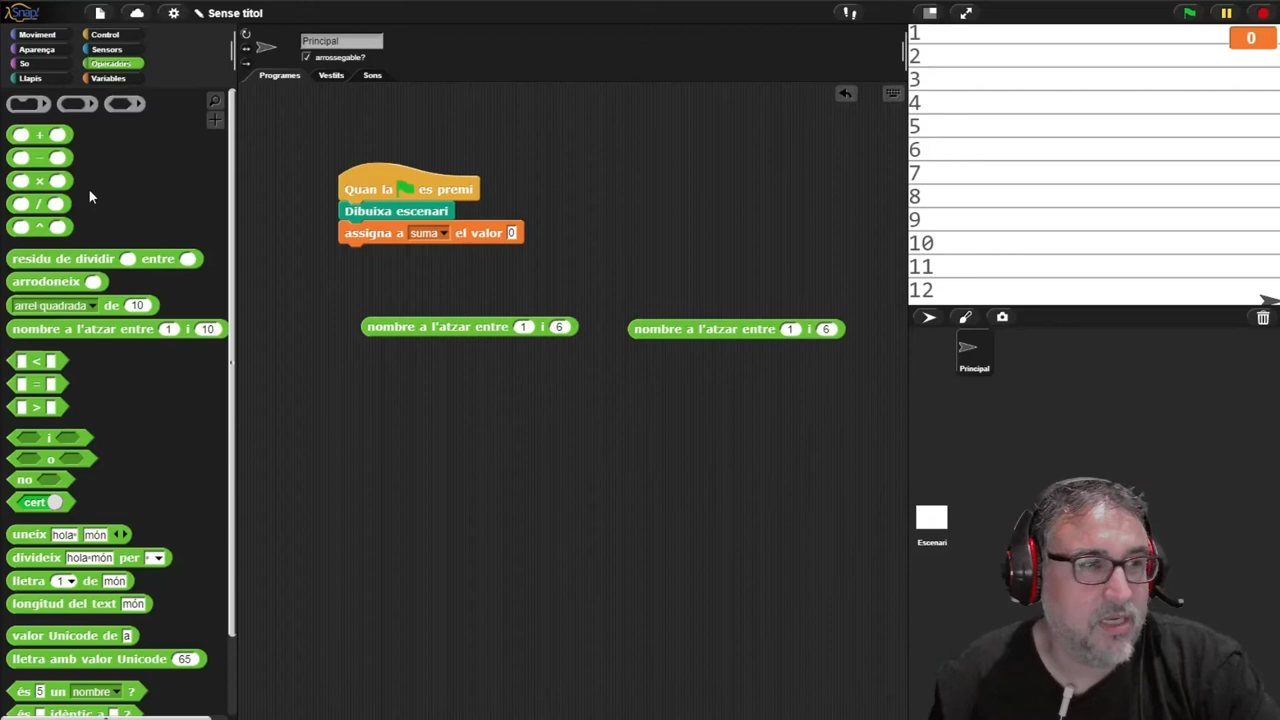 Snap!
Sense titol
Moviment
Control
Aparença
Sensors
So
Operadors
Llapis
Variables
Principal
arrossegable?
Programes
Vestits
Sons
+
−
×
/
^
residu de dividir entre
arrodoneix
arrel quadrada de 10
nombre a l'atzar entre 1 i 10
<
=
>
i
o
no
cert
uneix hola· món
divideix hola·món per ·
lletra 1 de món
longitud del text món
valor Unicode de a
lletra amb valor Unicode 65
és 5 un nombre ?
és idèntic a ?
Quan la es premi
Dibuixa escenari
assigna a suma el valor 0
nombre a l'atzar entre 1 i 6
nombre a l'atzar entre 1 i 6
0
1
2
3
4
5
6
7
8
9
10
11
12
Principal
Escenari